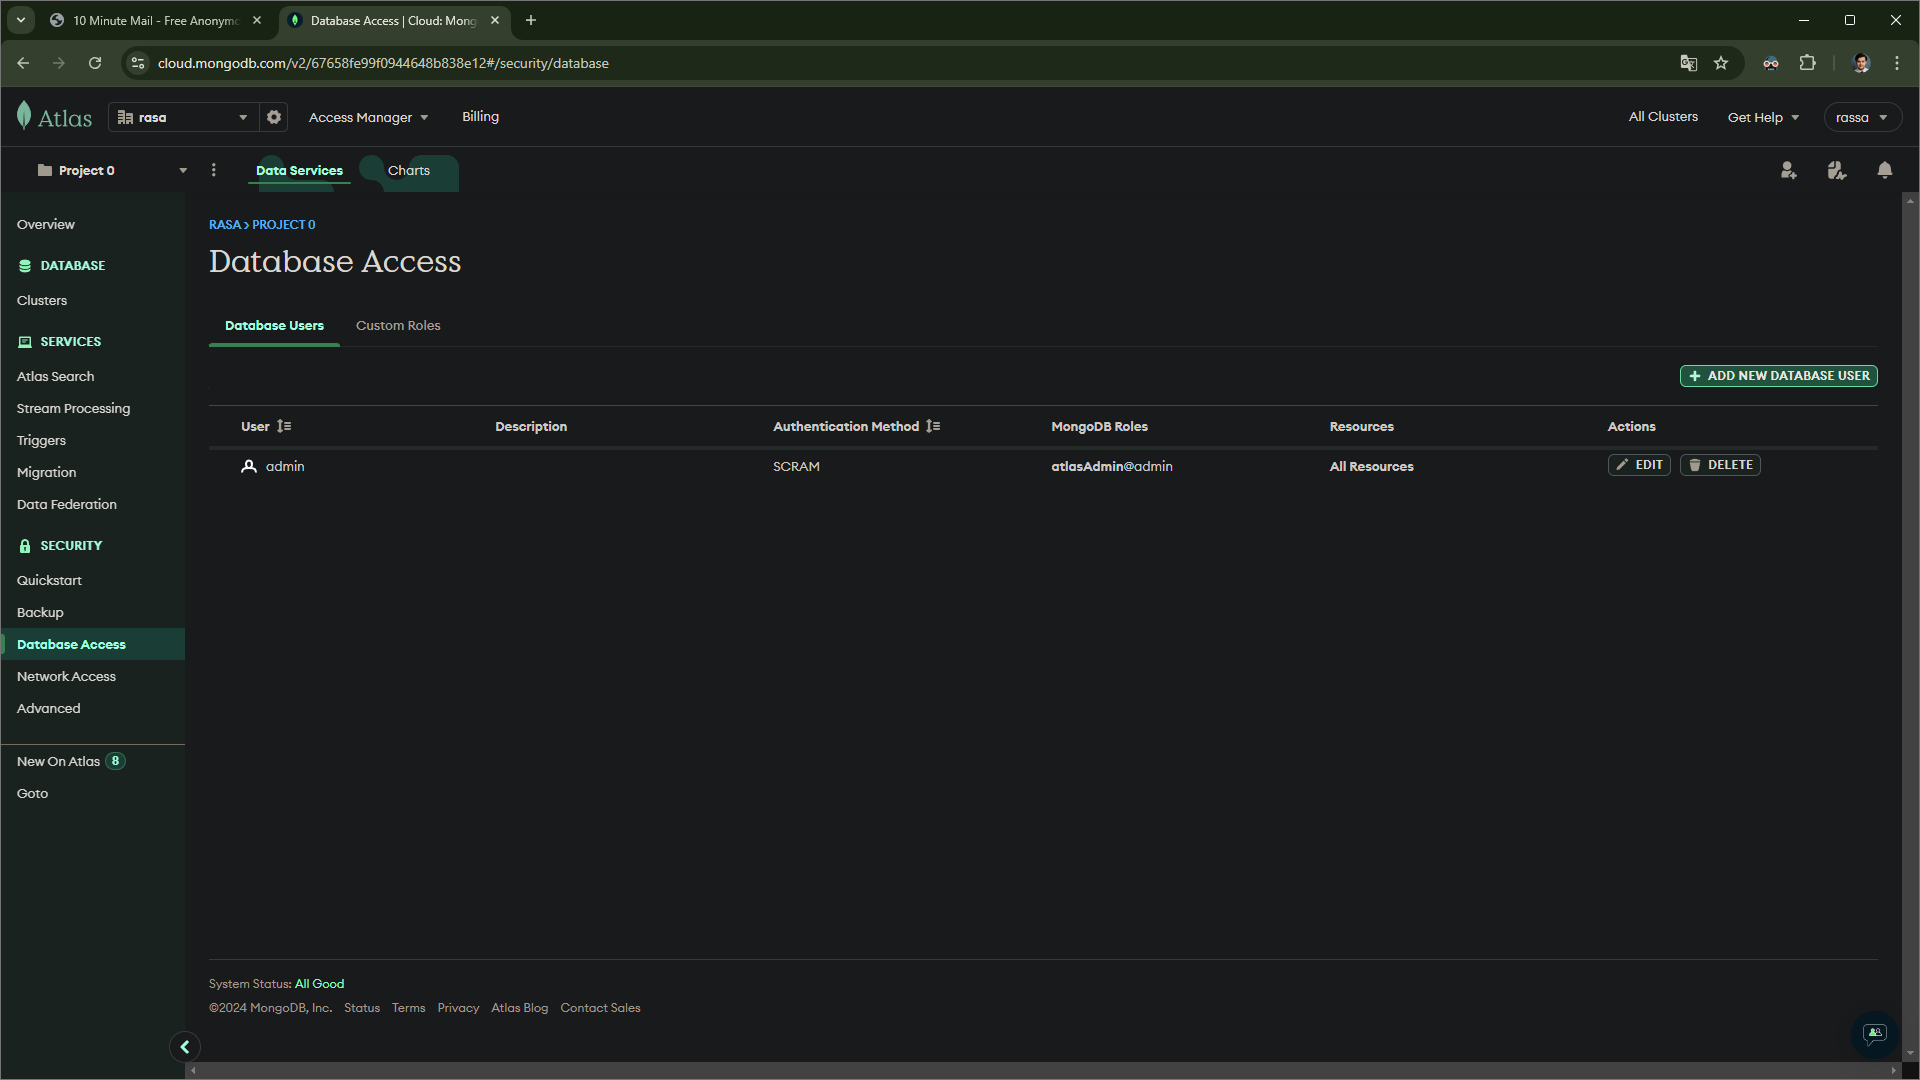 10 Minute Mail - Free Anonym
Database Access | Cloud: Mong
cloud.mongodb.com/v2/67658fe99f0944648b838e12#/security/database
Atlas
rasa
Access Manager
Billing
All Clusters
Get Help
rassa
Project 0
Data Services
Charts
Overview
DATABASE
Clusters
SERVICES
Atlas Search
Stream Processing
Triggers
Migration
Data Federation
SECURITY
Quickstart
Backup
Database Access
Network Access
Advanced
New On Atlas 8
Goto
RASA > PROJECT 0
Database Access
Database Users
Custom Roles
+ ADD NEW DATABASE USER
User Description Authentication Method MongoDB Roles Resources Actions
admin SCRAM atlasAdmin@admin All Resources EDIT DELETE
System Status: All Good
©2024 MongoDB, Inc. Status Terms Privacy Atlas Blog Contact Sales